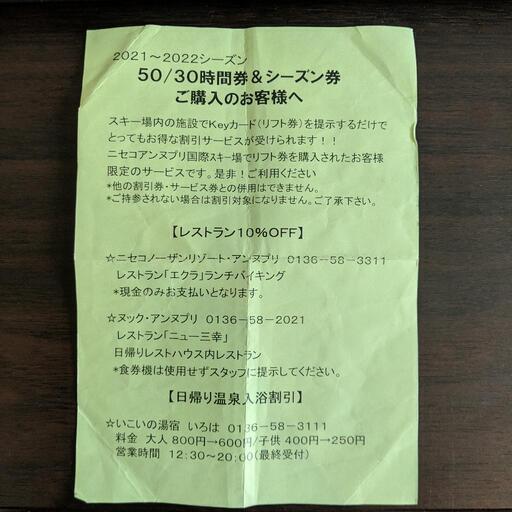 2021～2022シーズン
50/30時間券＆シーズン券
ご購入のお客様へ
スキー場内の施設でKeyカード（リフト券）を提示するだけで
とってもお得な割引サービスが受けられます！！
ニセコアンヌプリ国際スキー場でリフト券を購入されたお客様
限定のサービスです。是非！ご利用ください
*他の割引券・サービス券との併用はできません。
*ご持参されない場合は割引対象になりません。ご了承下さい。
【レストラン10％OFF】
☆ニセコノーザンリゾート・アンヌプリ 0136-58-3311
レストラン「エクラ」ランチバイキング
*現金のみお支払いとなります。
☆ヌック・アンヌプリ 0136-58-2021
レストラン「ニュー三幸」
日帰りレストハウス内レストラン
*食券機は使用せずスタッフに提示してください。
【日帰り温泉入浴割引】
☆いこいの湯宿 いろは 0136-58-3111
料金 大人 800円→600円/子供 400円→250円
営業時間 12:30～20:00（最終受付）